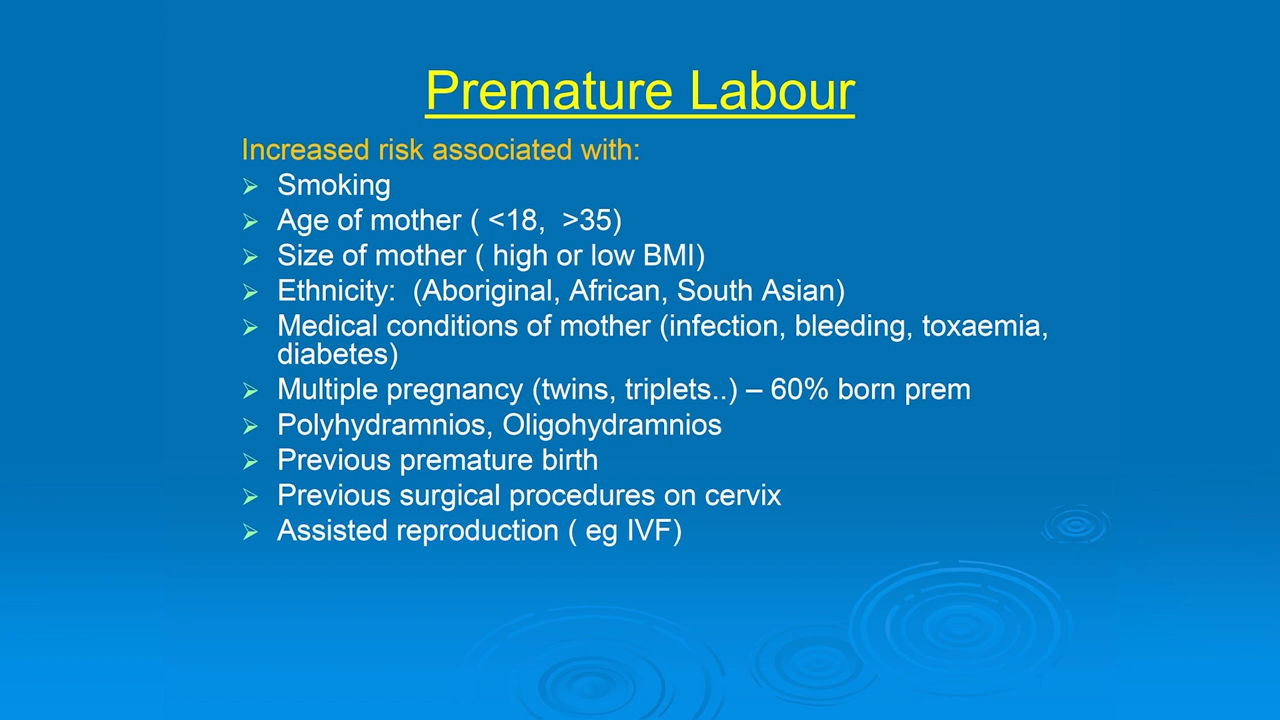 Premature Labour
Increased risk associated with:
Smoking
Age of mother ( <18,  >35)
Size of mother ( high or low BMI)
Ethnicity:  (Aboriginal, African, South Asian)
Medical conditions of mother (infection, bleeding, toxaemia,
diabetes)
Multiple pregnancy (twins, triplets..) – 60% born prem
Polyhydramnios, Oligohydramnios
Previous premature birth
Previous surgical procedures on cervix
Assisted reproduction ( eg IVF)